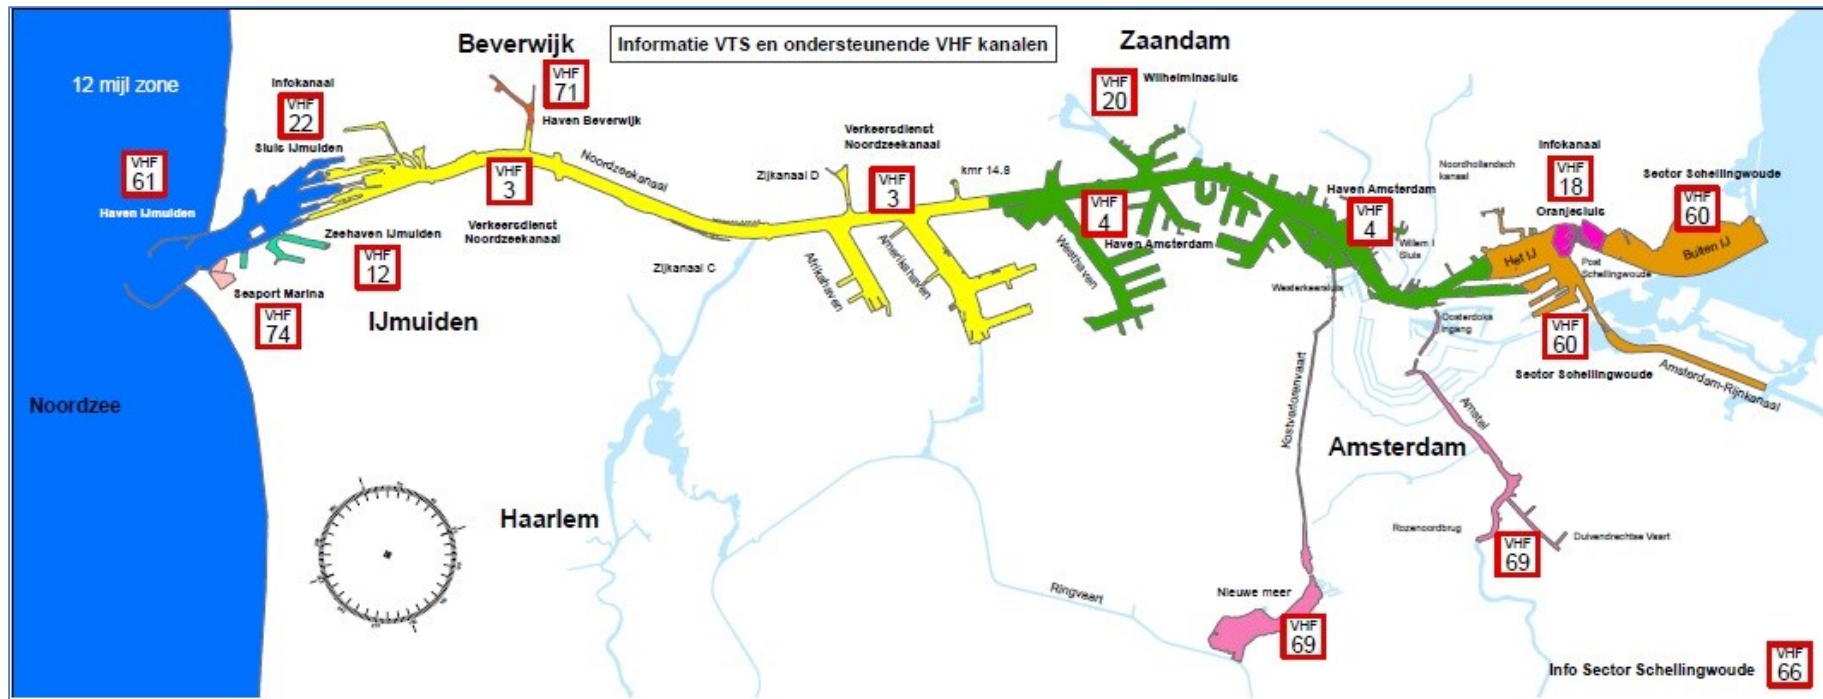 Informatie VTS en ondersteunende VHF kanalen
Beverwijk
VHF
71
Haven Beverwijk
Zaandam
VHF
20
Wilhelminasluis
12 mijl zone
Infokanaal
VHF
22
Sluis IJmuiden
VHF
61
Haven IJmuiden
VHF
3
Verkeersdienst
Noordzeekanaal
Noordzeekanaal
Zijkanaal D
Verkeersdienst
Noordzeekanaal
VHF
3
kmr 14.8
VHF
4
Haven Amsterdam
Haven Amsterdam
VHF
4
Noordhollandsch
kanaal
Infokanaal
VHF
18
Oranjesluis
Sector Schellingwoude
VHF
60
Zeehaven IJmuiden
VHF
12
Seaport Marina
VHF
74
IJmuiden
Zijkanaal C
Afrikahaven
Amerikahaven
Westhaven
Westerkeersluis
Willem I
Sluis
Het IJ
Post
Schellingwoude
Buiten IJ
Oosterdoks
ingang
VHF
60
Sector Schellingwoude
Amsterdam-Rijnkanaal
Noordzee
Kostverlorenvaart
Amstel
Amsterdam
Haarlem
Rozenoordbrug
Duivendrechtse Vaart
VHF
69
Ringvaart
Nieuwe meer
VHF
69
Info Sector Schellingwoude
VHF
66